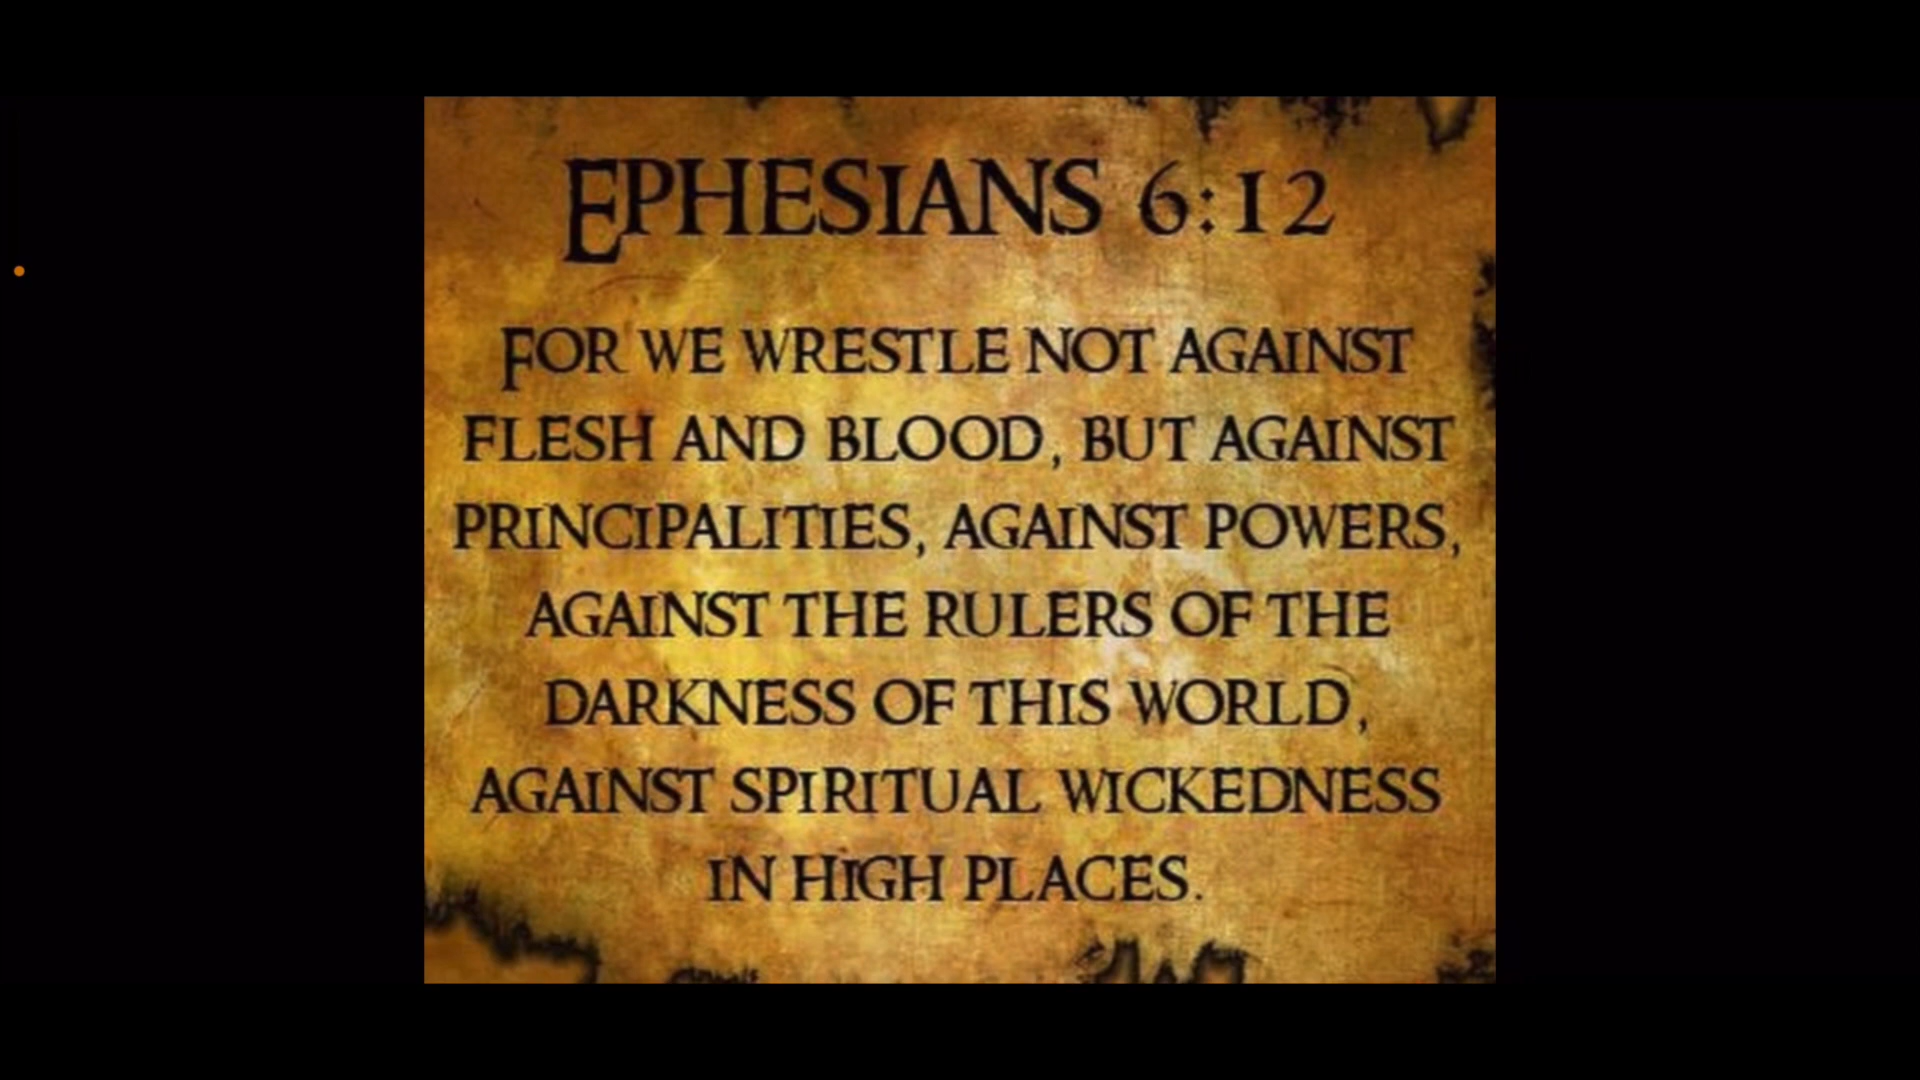 EPHESIANS 6:12
FOR WE WRESTLE NOT AGAINST
FLESH AND BLOOD, BUT AGAINST
PRINCIPALITIES, AGAINST POWERS,
AGAINST THE RULERS OF THE
DARKNESS OF THIS WORLD,
AGAINST SPIRITUAL WICKEDNESS
IN HIGH PLACES.